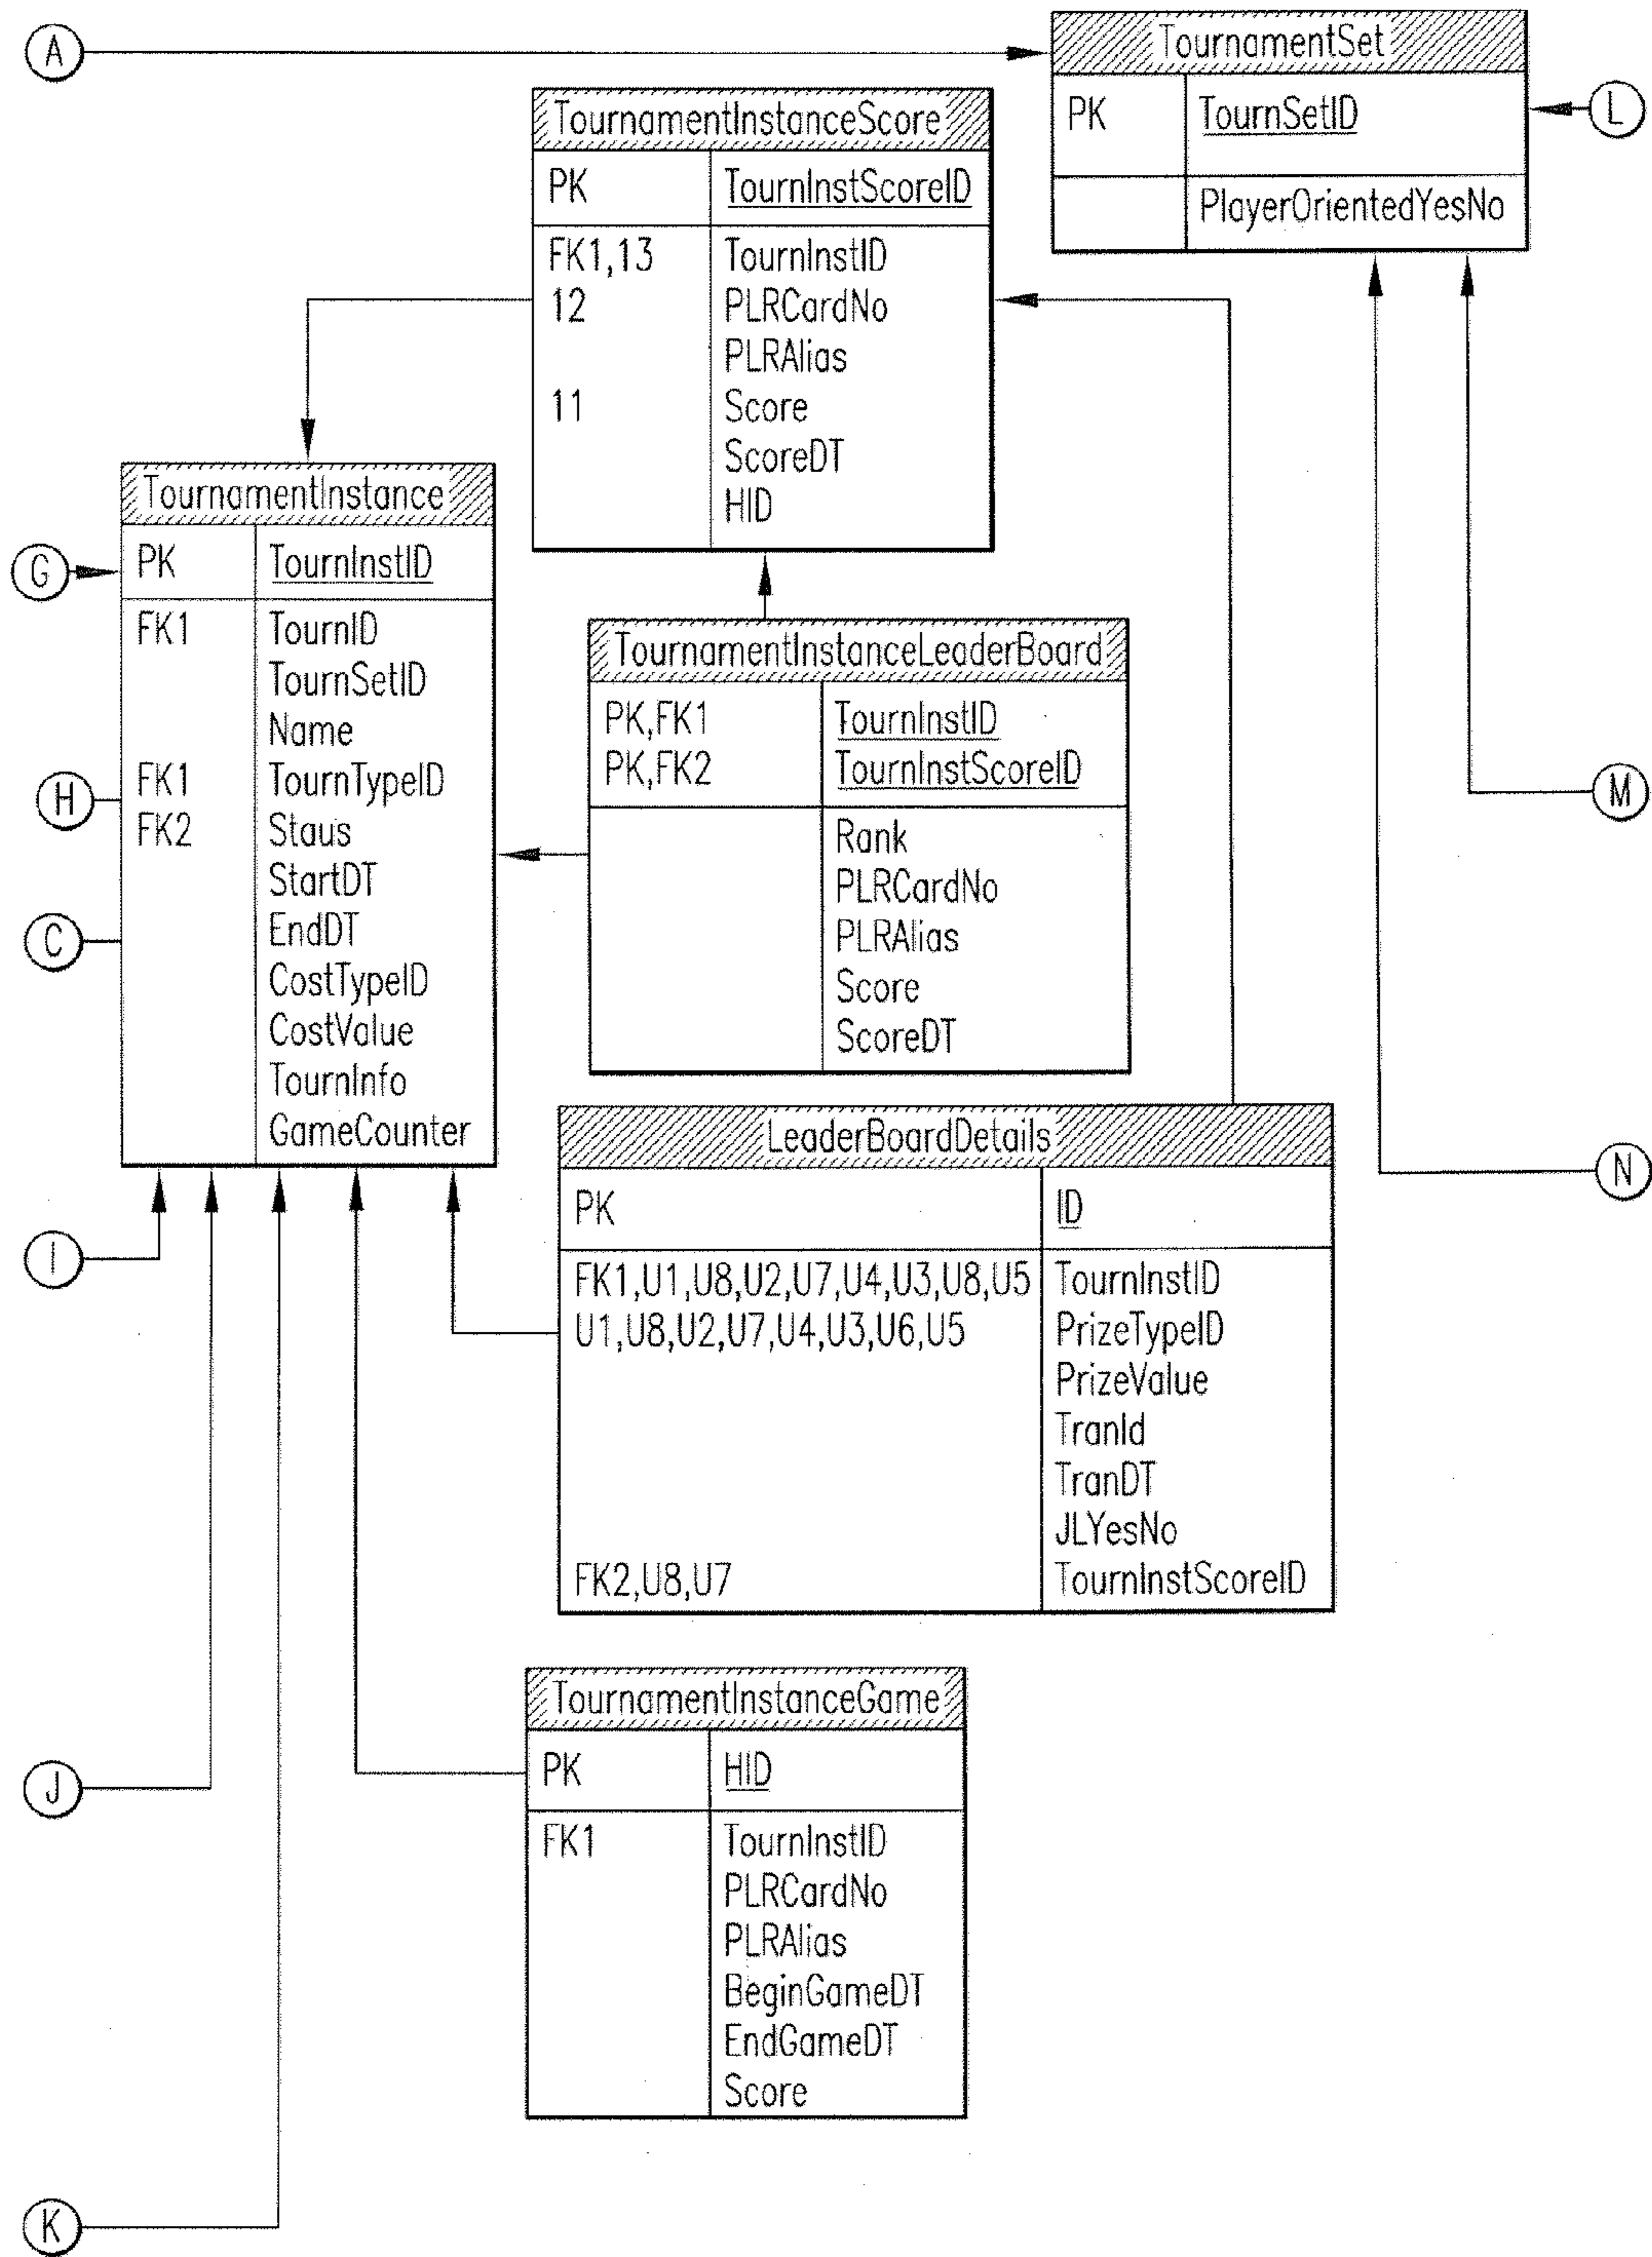 A
TournamentSet
PK TournSetID
PlayerOrientedYesNo
L
TournamentInstanceScore
PK TournInstScoreID
FK1,13 TournInstID
12 PLRCardNo
PLRAlias
11 Score
ScoreDT
HID
TournamentInstance
G
PK TournInstID
FK1 TournID
TournSetID
Name
H
FK1 TournTypeID
FK2 Staus
StartDT
C
EndDT
CostTypeID
CostValue
TournInfo
GameCounter
TournamentInstanceLeaderBoard
PK,FK1 TournInstID
PK,FK2 TournInstScoreID
Rank
PLRCardNo
PLRAlias
Score
ScoreDT
M
LeaderBoardDetails
PK ID
FK1,U1,U8,U2,U7,U4,U3,U8,U5 TournInstID
U1,U8,U2,U7,U4,U3,U6,U5 PrizeTypeID
PrizeValue
TranId
TranDT
JLYesNo
FK2,U8,U7 TournInstScoreID
N
I
TournamentInstanceGame
PK HID
FK1 TournInstID
PLRCardNo
PLRAlias
BeginGameDT
EndGameDT
Score
J
K